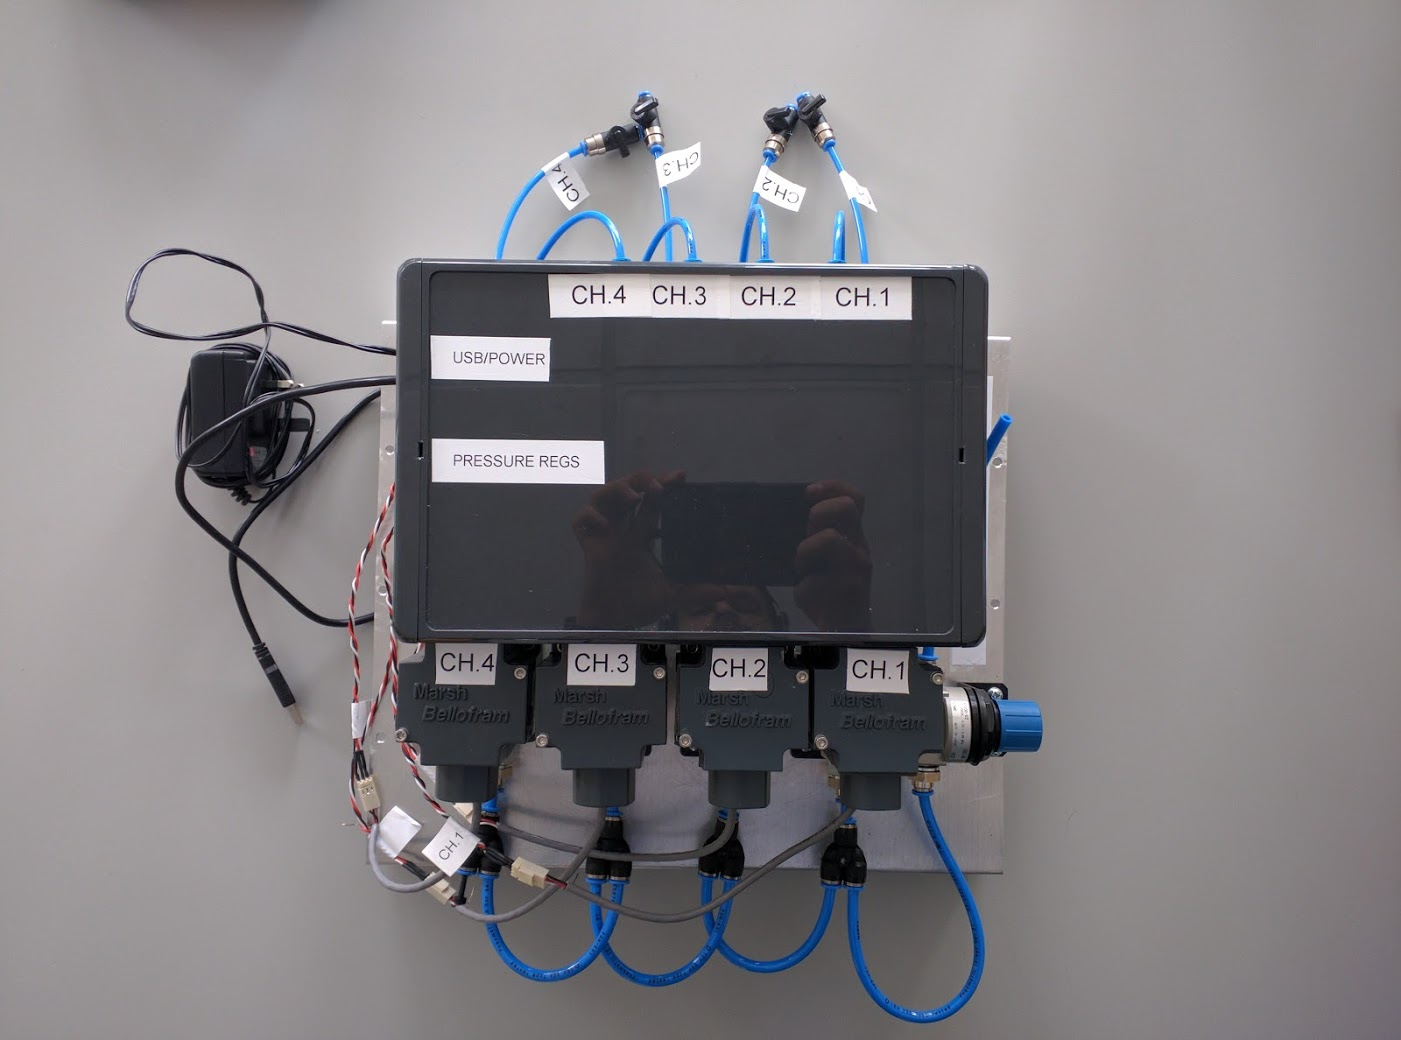 CH.4
CH.3
CH.2
CH.4 CH.3 CH.2 CH.1
USB/POWER
PRESSURE REGS
CH.4 CH.3 CH.2 CH.1
Marsh Bellofram
Marsh Bellofram
Marsh Bellofram
Marsh Bellofram
CH.1